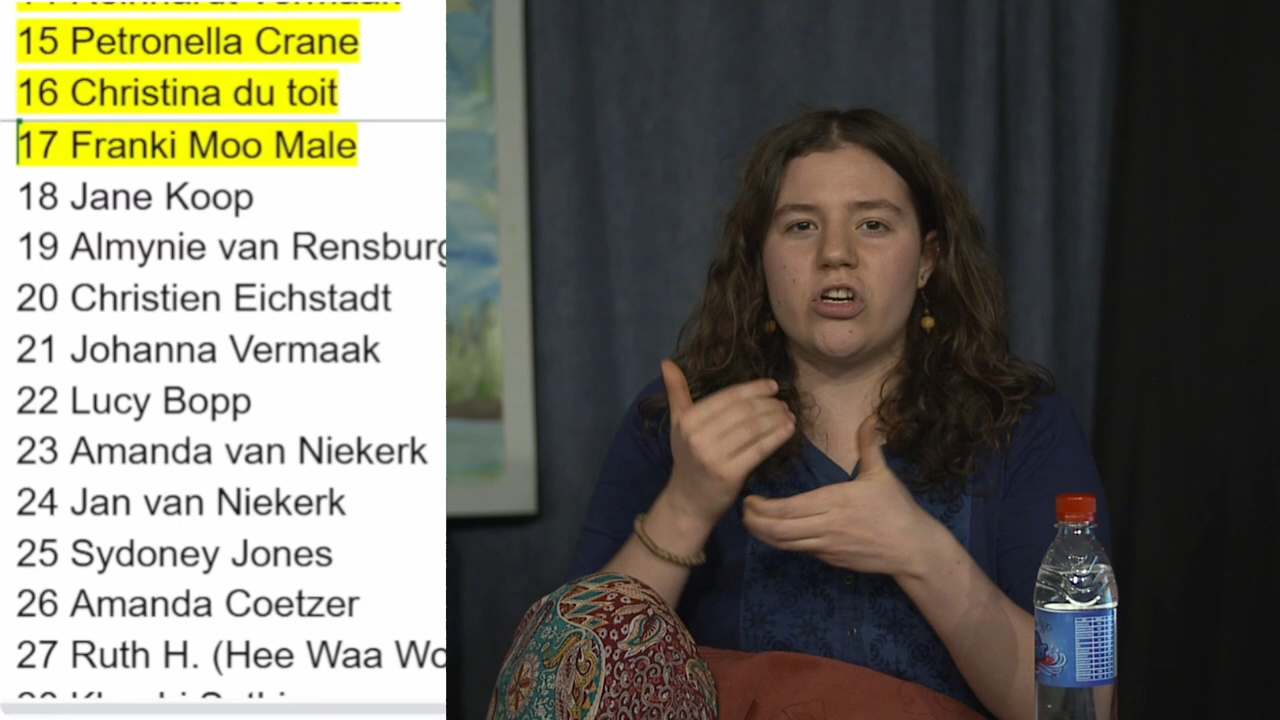 15 Petronella Crane
16 Christina du toit
17 Franki Moo Male
18 Jane Koop
19 Almynie van Rensburg
20 Christien Eichstadt
21 Johanna Vermaak
22 Lucy Bopp
23 Amanda van Niekerk
24 Jan van Niekerk
25 Sydoney Jones
26 Amanda Coetzer
27 Ruth H. (Hee Waa Wo